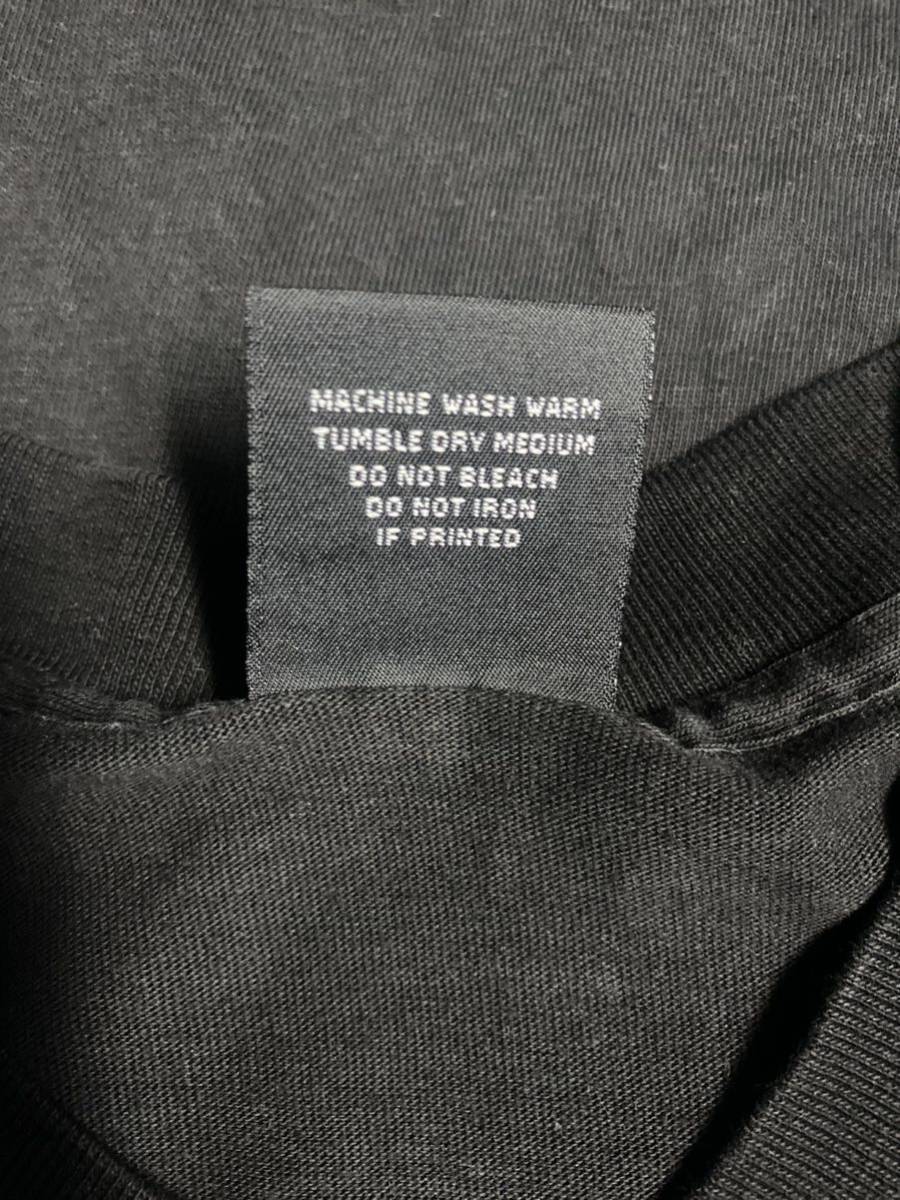 MACHINE WASH WARM
TUMBLE DRY MEDIUM
DO NOT BLEACH
DO NOT IRON
IF PRINTED